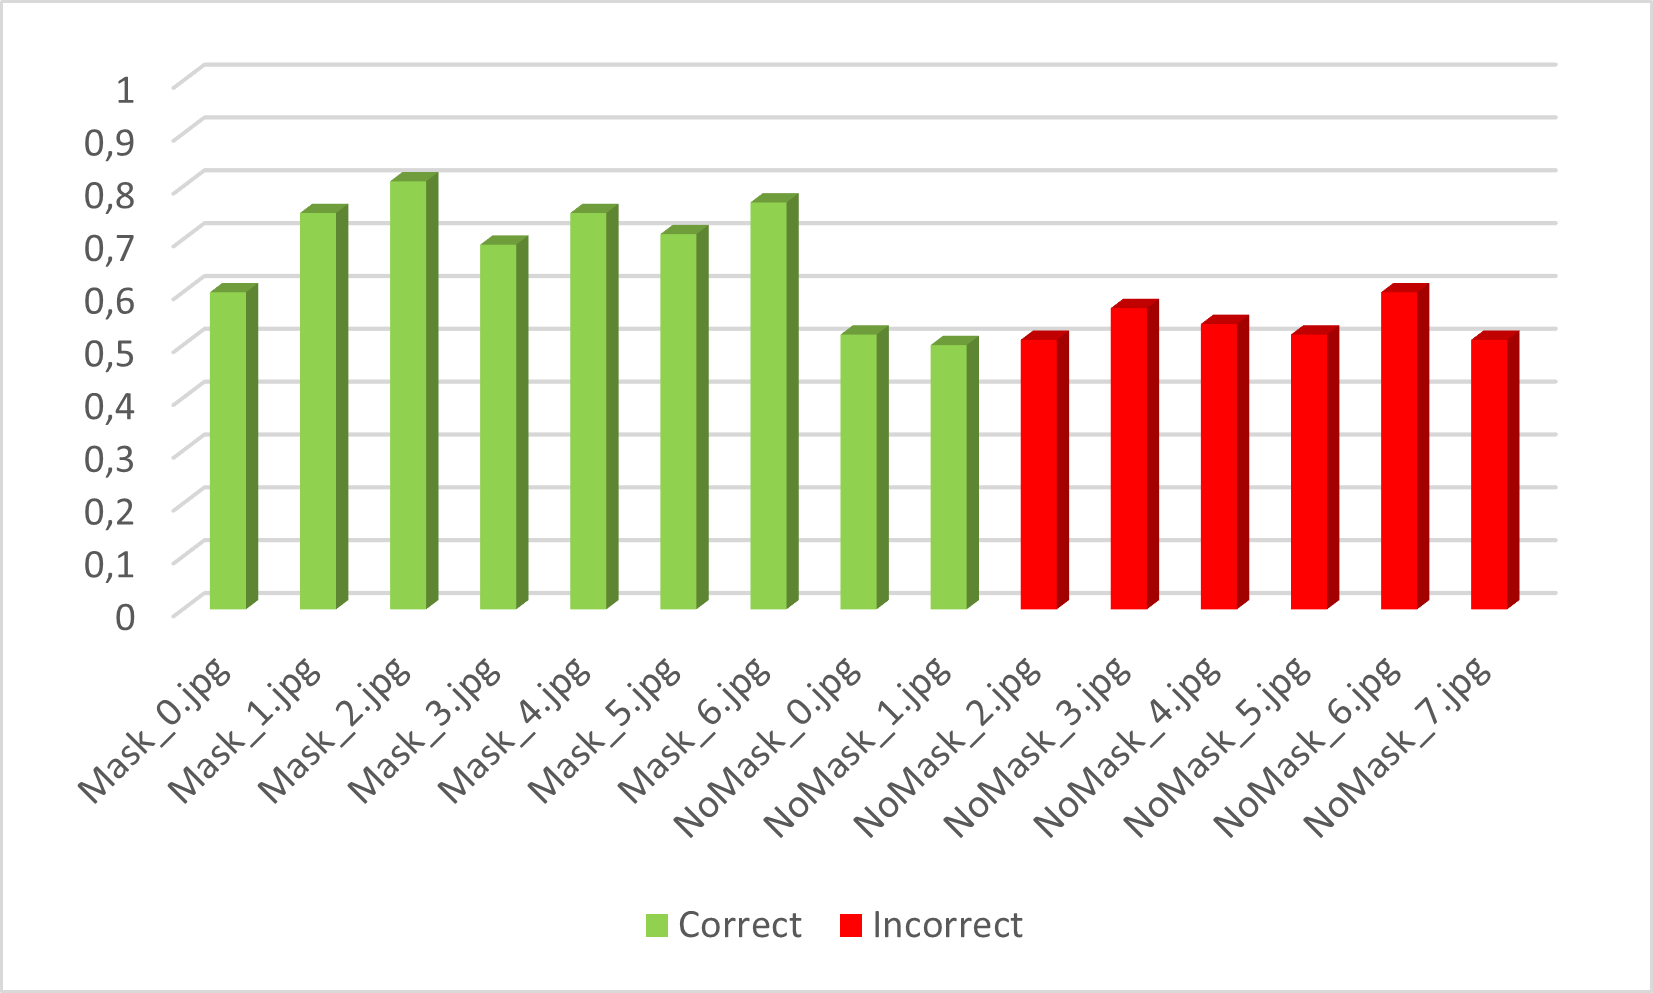 1
0,9
0,8
0,7
0,6
0,5
0,4
0,3
0,2
0,1
0
Mask_0.jpg
Mask_1.jpg
Mask_2.jpg
Mask_3.jpg
Mask_4.jpg
Mask_5.jpg
Mask_6.jpg
NoMask_0.jpg
NoMask_1.jpg
NoMask_2.jpg
NoMask_3.jpg
NoMask_4.jpg
NoMask_5.jpg
NoMask_6.jpg
NoMask_7.jpg
Correct Incorrect